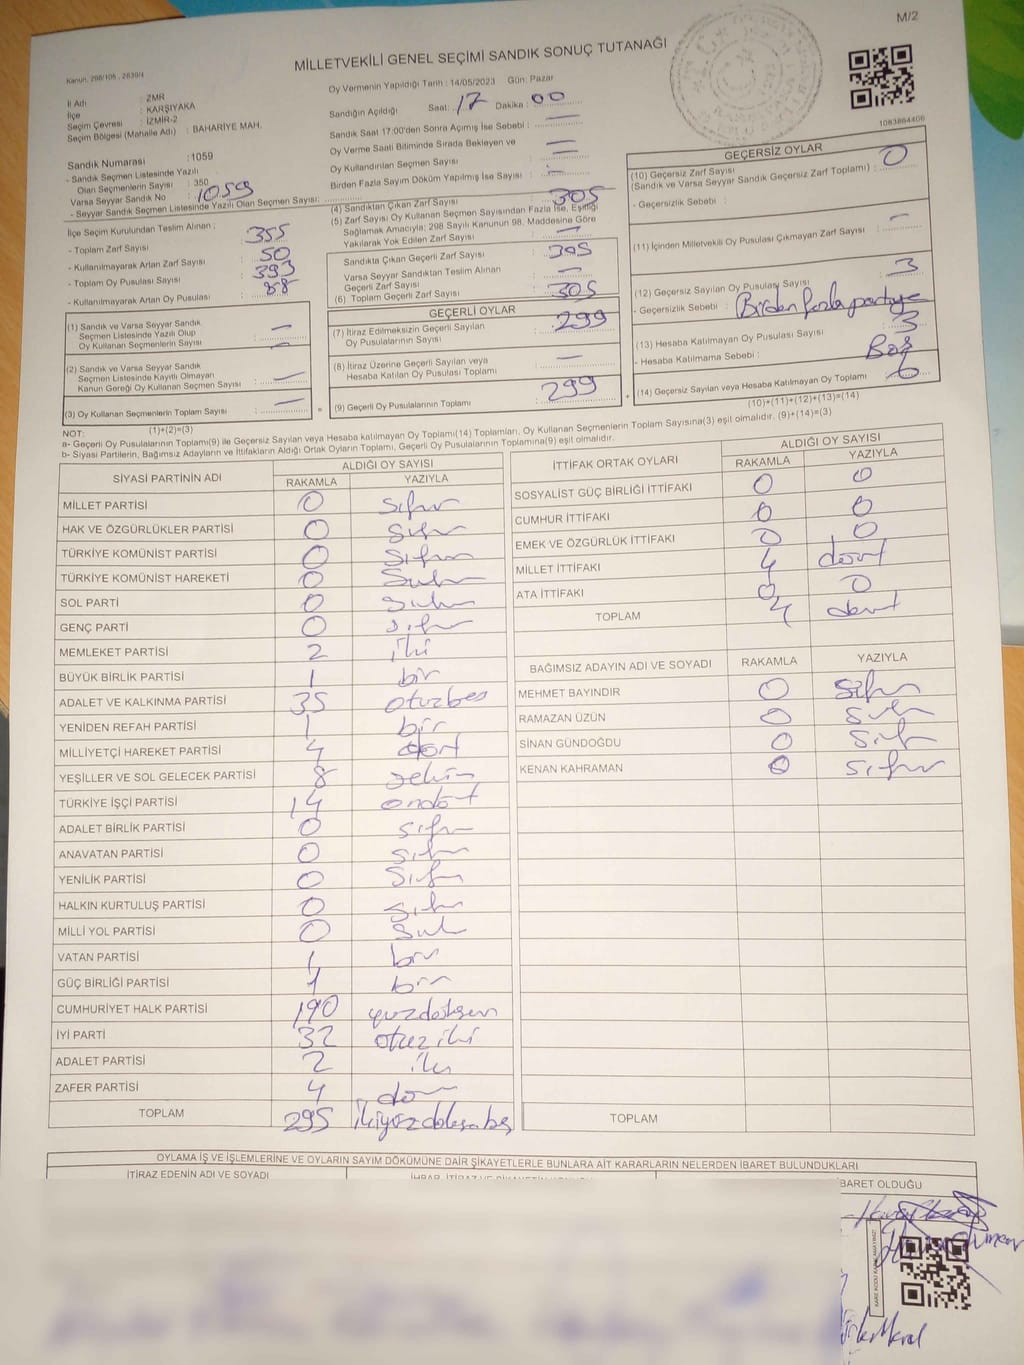 M/2
Kanun, 298/105 , 2839/4
MİLLETVEKİLİ GENEL SEÇİMİ SANDIK SONUÇ TUTANAĞI
İl Adı : ZMR
İlçe : KARŞIYAKA
Seçim Çevresi : İZMİR-2
Seçim Bölgesi (Mahalle Adı) : BAHARİYE MAH.
Sandık Numarası :1059
- Sandık Seçmen Listesinde Yazılı
Olan Seçmenlerin Sayısı : 350
Varsa Seyyar Sandık No : 1059
- Seyyar Sandık Seçmen Listesinde Yazılı Olan Seçmen Sayısı:
Oy Vermenin Yapıldığı Tarih : 14/05/2023 Gün: Pazar
Sandığın Açıldığı Saat: 17 Dakika : 00
Sandık Saat 17:00'den Sonra Açımış İse Sebebi : —
Oy Verme Saati Bitiminde Sırada Bekleyen ve
Oy Kullandırılan Seçmen Sayısı : —
Birden Fazla Sayım Döküm Yapılmış İse Sayısı : —
1083864406
İlçe Seçim Kurulundan Teslim Alınan :
- Toplam Zarf Sayısı : 355
- Kullanılmayarak Artan Zarf Sayısı : 50
- Toplam Oy Pusulası Sayısı : 393
- Kullanılmayarak Artan Oy Pusulası : 88
(1) Sandık ve Varsa Seyyar Sandık
Seçmen Listesinde Yazılı Olup
Oy Kullanan Seçmenlerin Sayısı : —
(2) Sandık ve Varsa Seyyar Sandık
Seçmen Listesinde Kayıtlı Olmayan
Kanun Gereği Oy Kullanan Seçmen Sayısı : —
(3) Oy Kullanan Seçmenlerin Toplam Sayısı : —
(1)+(2)=(3)
(4) Sandıktan Çıkan Zarf Sayısı : 305
(5) Zarf Sayısı Oy Kullanan Seçmen Sayısından Fazla İse, Eşitliği
Sağlamak Amacıyla; 298 Sayılı Kanunun 98. Maddesine Göre
Yakılarak Yok Edilen Zarf Sayısı : —
Sandıkta Çıkan Geçerli Zarf Sayısı : 305
Varsa Seyyar Sandıktan Teslim Alınan
Geçerli Zarf Sayısı : —
(6) Toplam Geçerli Zarf Sayısı : 305
GEÇERLİ OYLAR
(7) İtiraz Edilmeksizin Geçerli Sayılan
Oy Pusulalarının Sayısı : 299
(8) İtiraz Üzerine Geçerli Sayılan veya
Hesaba Katılan Oy Pusulası Toplamı : —
(9) Geçerli Oy Pusulalarının Toplamı : 299
GEÇERSİZ OYLAR
(10) Geçersiz Zarf Sayısı
(Sandık ve Varsa Seyyar Sandık Geçersiz Zarf Toplamı) : 0
- Geçersizlik Sebebi :
(11) İçinden Milletvekili Oy Pusulası Çıkmayan Zarf Sayısı : —
(12) Geçersiz Sayılan Oy Pusulası Sayısı : 3
- Geçersizlik Sebebi : Birden fazla partiye
(13) Hesaba Katılmayan Oy Pusulası Sayısı : 3
- Hesaba Katılmama Sebebi : Boş
(14) Geçersiz Sayılan veya Hesaba Katılmayan Oy Toplamı : 6
(10)+(11)+(12)+(13)=(14)
NOT:
a- Geçerli Oy Pusulalarının Toplamı(9) ile Geçersiz Sayılan veya Hesaba katılmayan Oy Toplamı(14) Toplamları, Oy Kullanan Seçmenlerin Toplam Sayısına(3) eşit olmalıdır. (9)+(14)=(3)
b- Siyasi Partilerin, Bağımsız Adayların ve İttifakların Aldığı Ortak Oyların Toplamı, Geçerli Oy Pusulalarının Toplamına(9) eşit olmalıdır.
SİYASİ PARTİNİN ADI ALDIĞI OY SAYISI
RAKAMLA YAZIYLA
MİLLET PARTİSİ 0 sıfır
HAK VE ÖZGÜRLÜKLER PARTİSİ 0 sıfır
TÜRKİYE KOMÜNİST PARTİSİ 0 sıfır
TÜRKİYE KOMÜNİST HAREKETİ 0 sıfır
SOL PARTİ 0 sıfır
GENÇ PARTİ 0 sıfır
MEMLEKET PARTİSİ 2 iki
BÜYÜK BİRLİK PARTİSİ 1 bir
ADALET VE KALKINMA PARTİSİ 35 otuzbeş
YENİDEN REFAH PARTİSİ 1 bir
MİLLİYETÇİ HAREKET PARTİSİ 4 dört
YEŞİLLER VE SOL GELECEK PARTİSİ 8 sekiz
TÜRKİYE İŞÇİ PARTİSİ 14 ondört
ADALET BİRLİK PARTİSİ 0 sıfır
ANAVATAN PARTİSİ 0 sıfır
YENİLİK PARTİSİ 0 sıfır
HALKIN KURTULUŞ PARTİSİ 0 sıfır
MİLLİ YOL PARTİSİ 0 sıfır
VATAN PARTİSİ 1 bir
GÜÇ BİRLİĞİ PARTİSİ 1 bir
CUMHURİYET HALK PARTİSİ 190 yüzdoksan
İYİ PARTİ 32 otuziki
ADALET PARTİSİ 2 iki
ZAFER PARTİSİ 4 dört
TOPLAM 295 ikiyüzdoksanbeş
İTTİFAK ORTAK OYLARI ALDIĞI OY SAYISI
RAKAMLA YAZIYLA
SOSYALİST GÜÇ BİRLİĞİ İTTİFAKI 0 0
CUMHUR İTTİFAKI 0 0
EMEK VE ÖZGÜRLÜK İTTİFAKI 0 0
MİLLET İTTİFAKI 4 dört
ATA İTTİFAKI 0 0
TOPLAM 4 dört
BAĞIMSIZ ADAYIN ADI VE SOYADI RAKAMLA YAZIYLA
MEHMET BAYINDIR 0 sıfır
RAMAZAN ÜZÜN 0 sıfır
SİNAN GÜNDOĞDU 0 sıfır
KENAN KAHRAMAN 0 sıfır
TOPLAM
OYLAMA İŞ VE İŞLEMLERİNE VE OYLARIN SAYIM DÖKÜMÜNE DAİR ŞİKAYETLERLE BUNLARA AİT KARARLARIN NELERDEN İBARET BULUNDUKLARI
İTİRAZ EDENİN ADI VE SOYADI
İBARET OLDUĞU